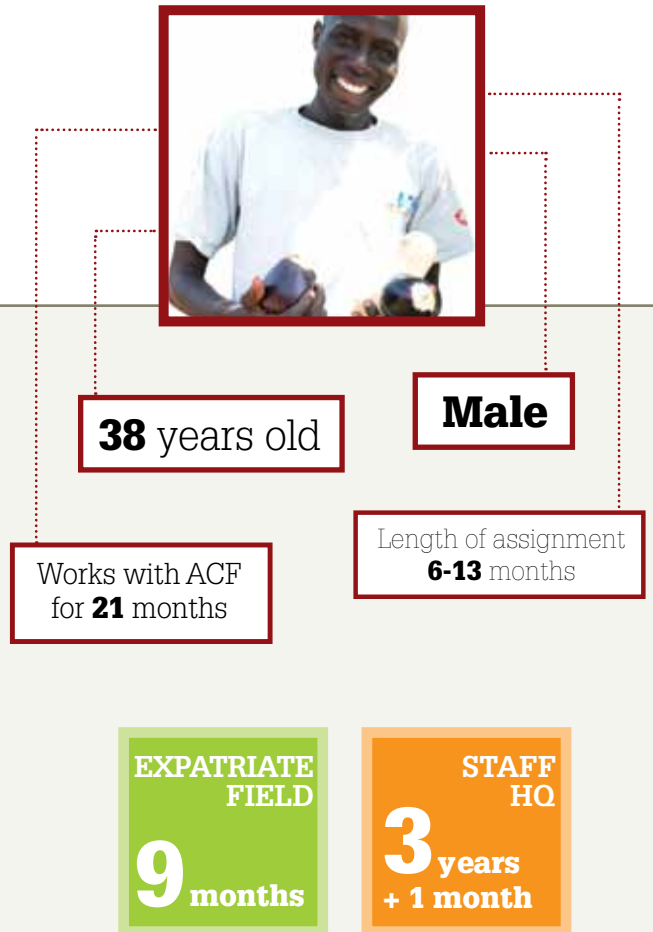 38 years old
Male
Length of assignment
6-13 months
Works with ACF
for 21 months
EXPATRIATE
FIELD
9 months
STAFF
HQ
3 years
+ 1 month